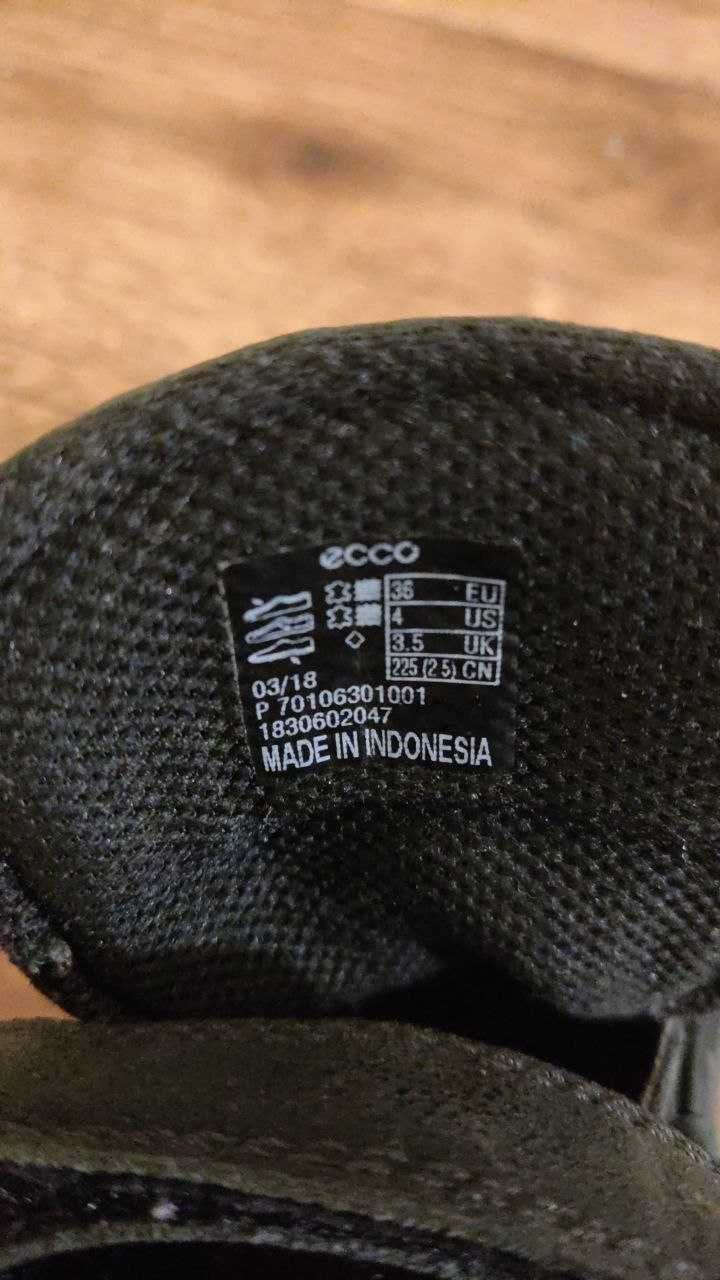 ecco
36 EU
4 US
3.5 UK
225 (2.5) CN
03/18
P 70106301001
1830602047
MADE IN INDONESIA